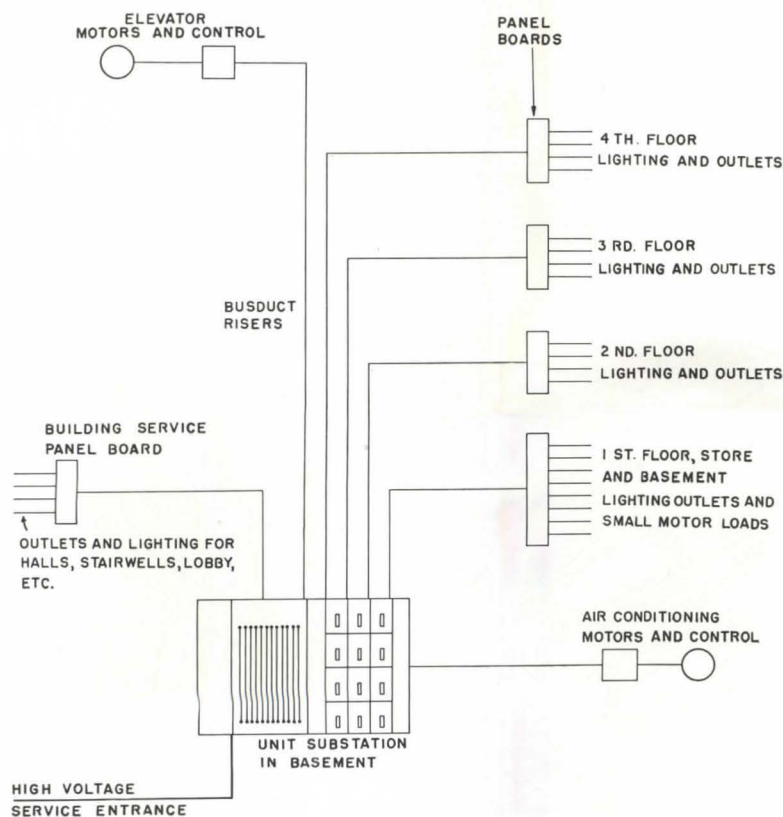 ELEVATOR
MOTORS AND CONTROL
PANEL
BOARDS
4 TH. FLOOR
LIGHTING AND OUTLETS
3 RD. FLOOR
LIGHTING AND OUTLETS
BUSDUCT
RISERS
2 ND. FLOOR
LIGHTING AND OUTLETS
BUILDING SERVICE
PANEL BOARD
1 ST. FLOOR, STORE
AND BASEMENT
LIGHTING OUTLETS AND
SMALL MOTOR LOADS
OUTLETS AND LIGHTING FOR
HALLS, STAIRWELLS, LOBBY,
ETC.
AIR CONDITIONING
MOTORS AND CONTROL
UNIT SUBSTATION
IN BASEMENT
HIGH VOLTAGE
SERVICE ENTRANCE